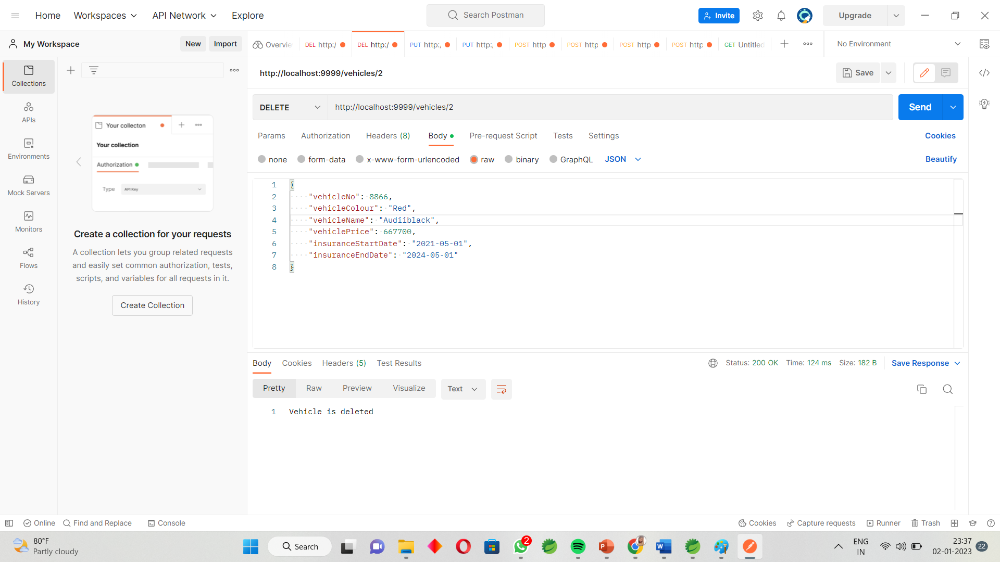 Home
Workspaces
API Network
Explore
Search Postman
Invite
Upgrade
My Workspace
New
Import
Overvie
DEL http:/
DEL http:/
PUT http:,
PUT http:,
POST http
POST http
POST http
POST http
GET Untitled
No Environment
Collections
APIs
Environments
Mock Servers
Monitors
Flows
History
Your collecton
Your collection
Authorization
Type API Key
Create a collection for your requests
A collection lets you group related requests
and easily set common authorization, tests,
scripts, and variables for all requests in it.
Create Collection
http://localhost:9999/vehicles/2
Save
DELETE
http://localhost:9999/vehicles/2
Send
Params
Authorization
Headers (8)
Body
Pre-request Script
Tests
Settings
Cookies
none
form-data
x-www-form-urlencoded
raw
binary
GraphQL
JSON
Beautify
1 {
2 "vehicleNo": 8866,
3 "vehicleColour": "Red",
4 "vehicleName": "Audiiblack",
5 "vehiclePrice": 667700,
6 "insuranceStartDate": "2021-05-01",
7 "insuranceEndDate": "2024-05-01"
8 }
Body
Cookies
Headers (5)
Test Results
Status: 200 OK
Time: 124 ms
Size: 182 B
Save Response
Pretty
Raw
Preview
Visualize
Text
1 Vehicle is deleted
Online
Find and Replace
Console
Cookies
Capture requests
Runner
Trash
80°F
Partly cloudy
Search
2
ENG
IN
23:37
02-01-2023
22